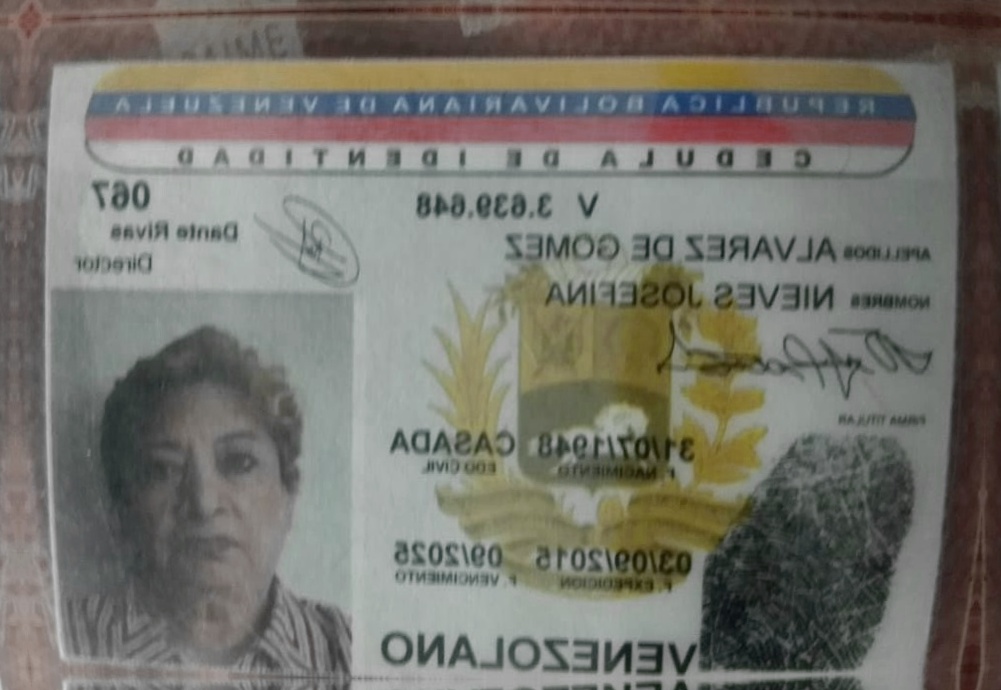 SAIME
REPUBLICA BOLIVARIANA DE VENEZUELA
CEDULA DE IDENTIDAD
V 3.639.648
067
Dante Rivas
Director
APELLIDOS ALVAREZ DE GOMEZ
NOMBRES NIEVES JOSEFINA
FIRMA TITULAR
31/07/1948 CASADA
F. NACIMIENTO EDO CIVIL
03/09/2015 09/2025
F. EXPEDICION F. VENCIMIENTO
VENEZOLANO